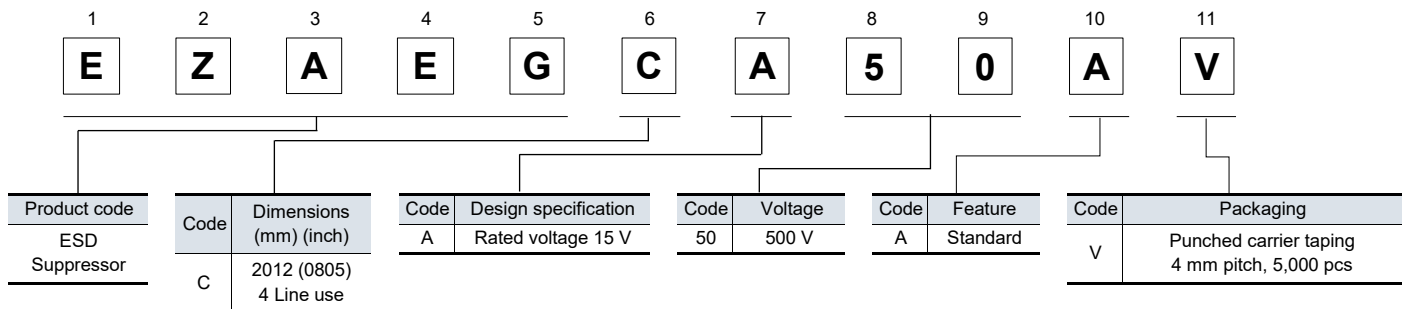 1 2 3 4 5 6 7 8 9 10 11
E Z A E G C A 5 0 A V
Product code
ESD
Suppressor
Code Dimensions
(mm) (inch)
C 2012 (0805)
4 Line use
Code Design specification
A Rated voltage 15 V
Code Voltage
50 500 V
Code Feature
A Standard
Code Packaging
V Punched carrier taping
4 mm pitch, 5,000 pcs